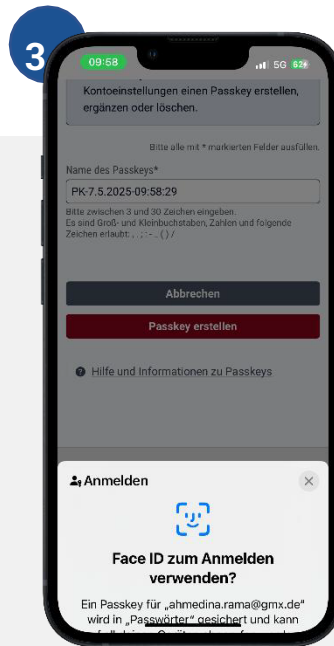 3
09:58
5G 62
Kontoeinstellungen einen Passkey erstellen,
ergänzen oder löschen.
Bitte alle mit * markierten Felder ausfüllen.
Name des Passkeys*
PK-7.5.2025-09:58:29
Bitte zwischen 3 und 30 Zeichen eingeben.
Es sind Groß- und Kleinbuchstaben, Zahlen und folgende
Zeichen erlaubt: , . ; : - _ ( ) /
Abbrechen
Passkey erstellen
Hilfe und Informationen zu Passkeys
Anmelden
Face ID zum Anmelden
verwenden?
Ein Passkey für „ahmedina.rama@gmx.de“
wird in „Passwörter“ gesichert und kann